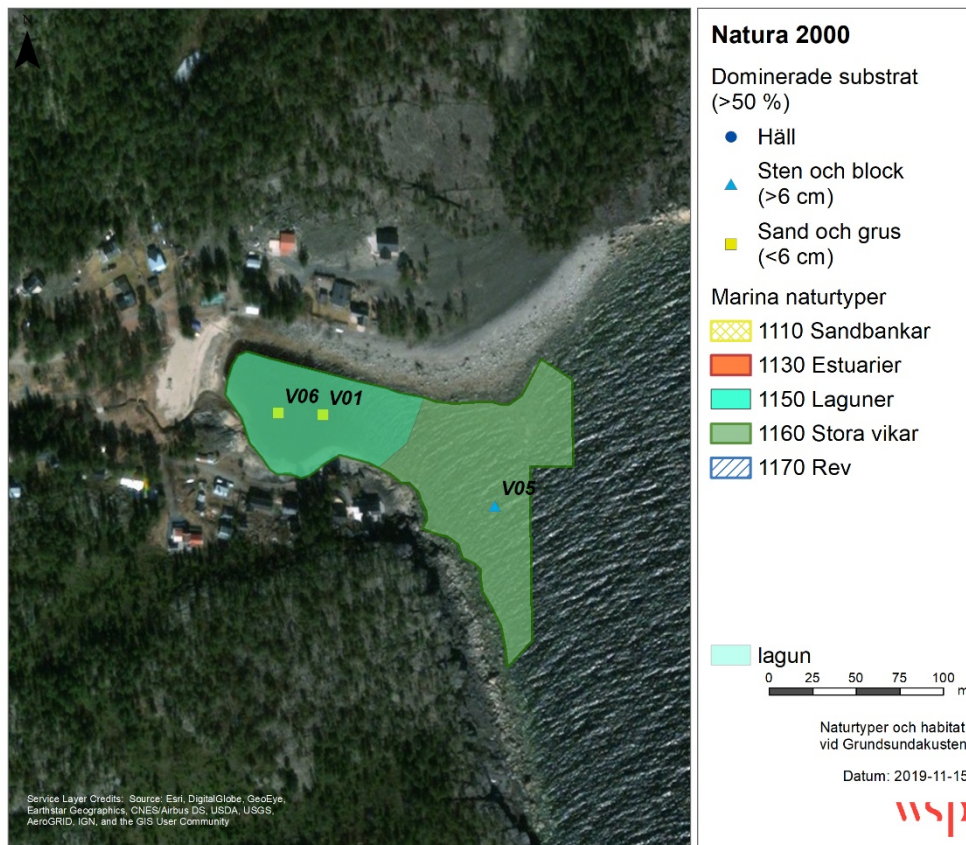 N
V06 V01
V05
Service Layer Credits: Source: Esri, DigitalGlobe, GeoEye,
Earthstar Geographics, CNES/Airbus DS, USDA, USGS,
AeroGRID, IGN, and the GIS User Community
Natura 2000
Dominerade substrat
(>50 %)
Häll
Sten och block
(>6 cm)
Sand och grus
(<6 cm)
Marina naturtyper
1110 Sandbankar
1130 Estuarier
1150 Laguner
1160 Stora vikar
1170 Rev
lagun
0 25 50 75 100
m
Naturtyper och habitat
vid Grundsundakusten
Datum: 2019-11-15
wsp